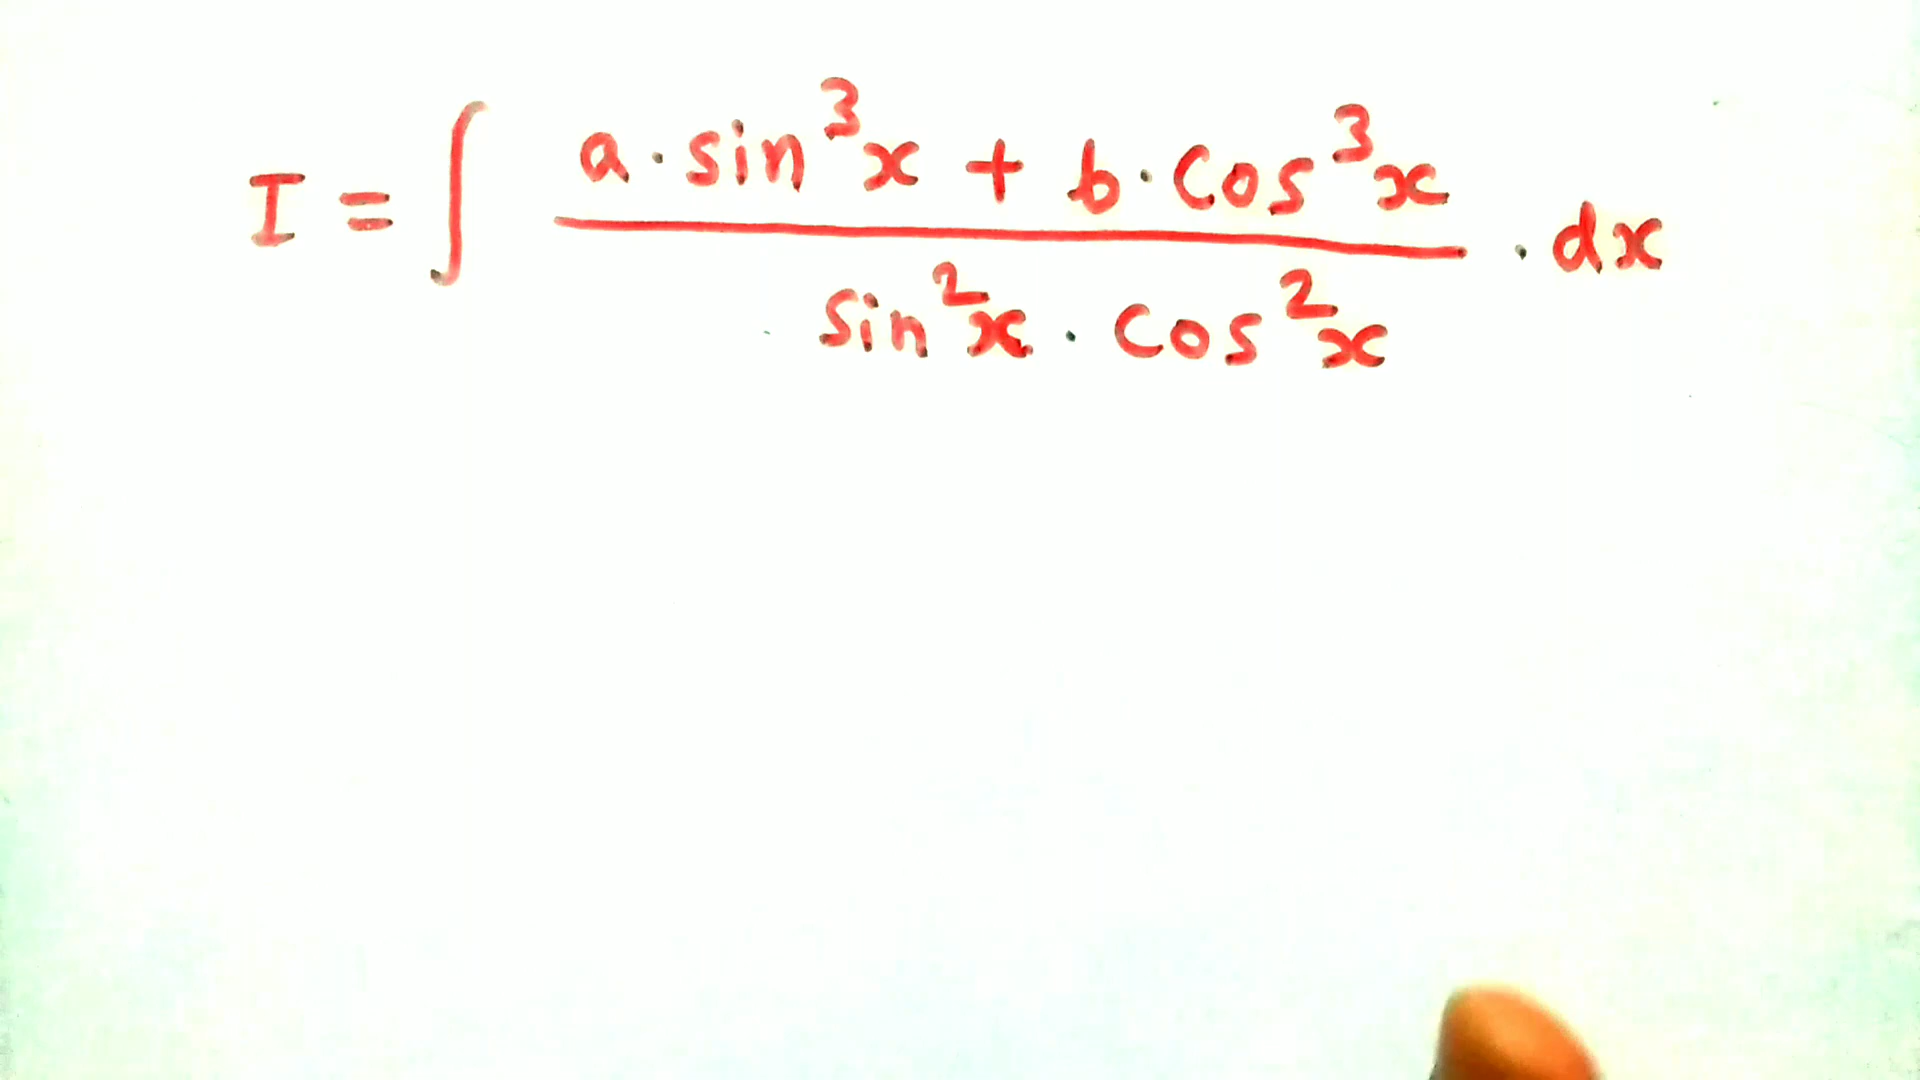 I = ∫ a·sin³x + b·cos³x / sin²x · cos²x · dx